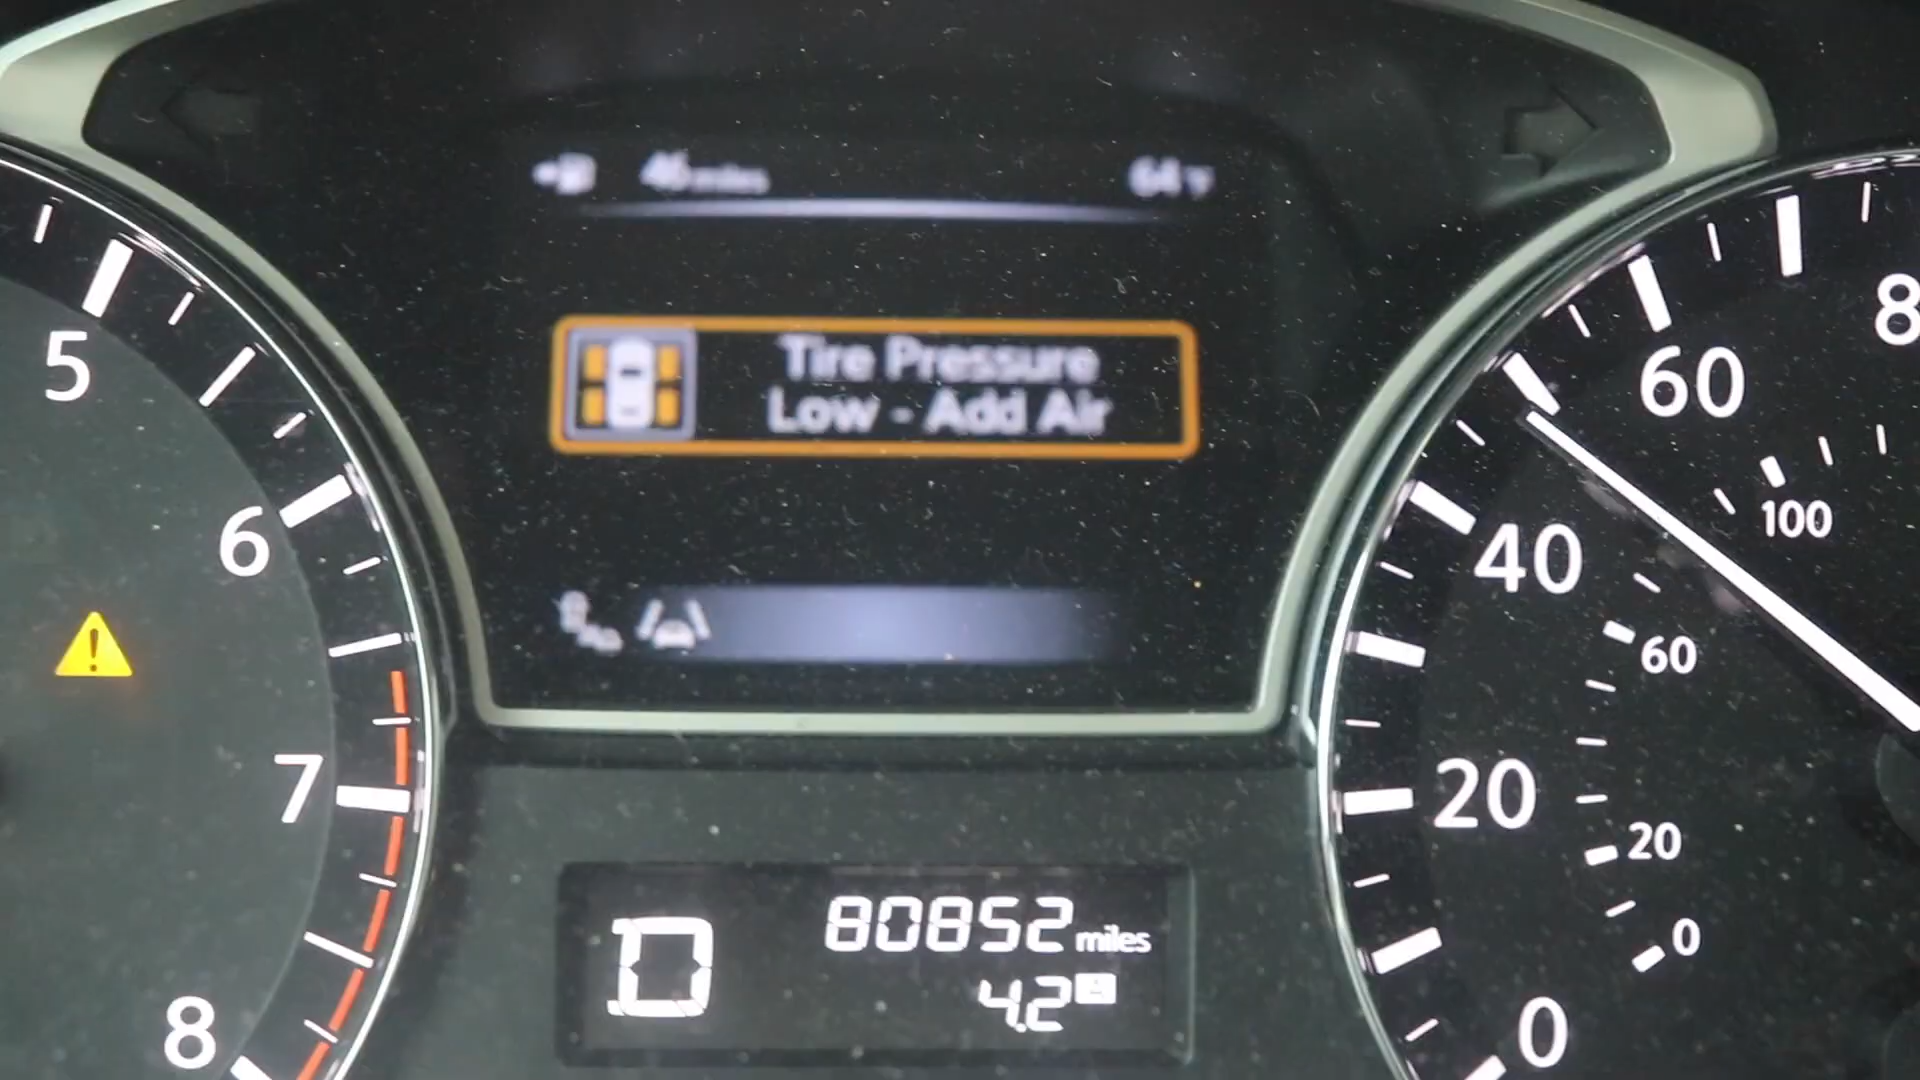 46 miles 64°F
Tire Pressure
Low - Add Air
5
6
7
8
8
60
40
20
0
100
60
20
0
D
80852 miles
4.2